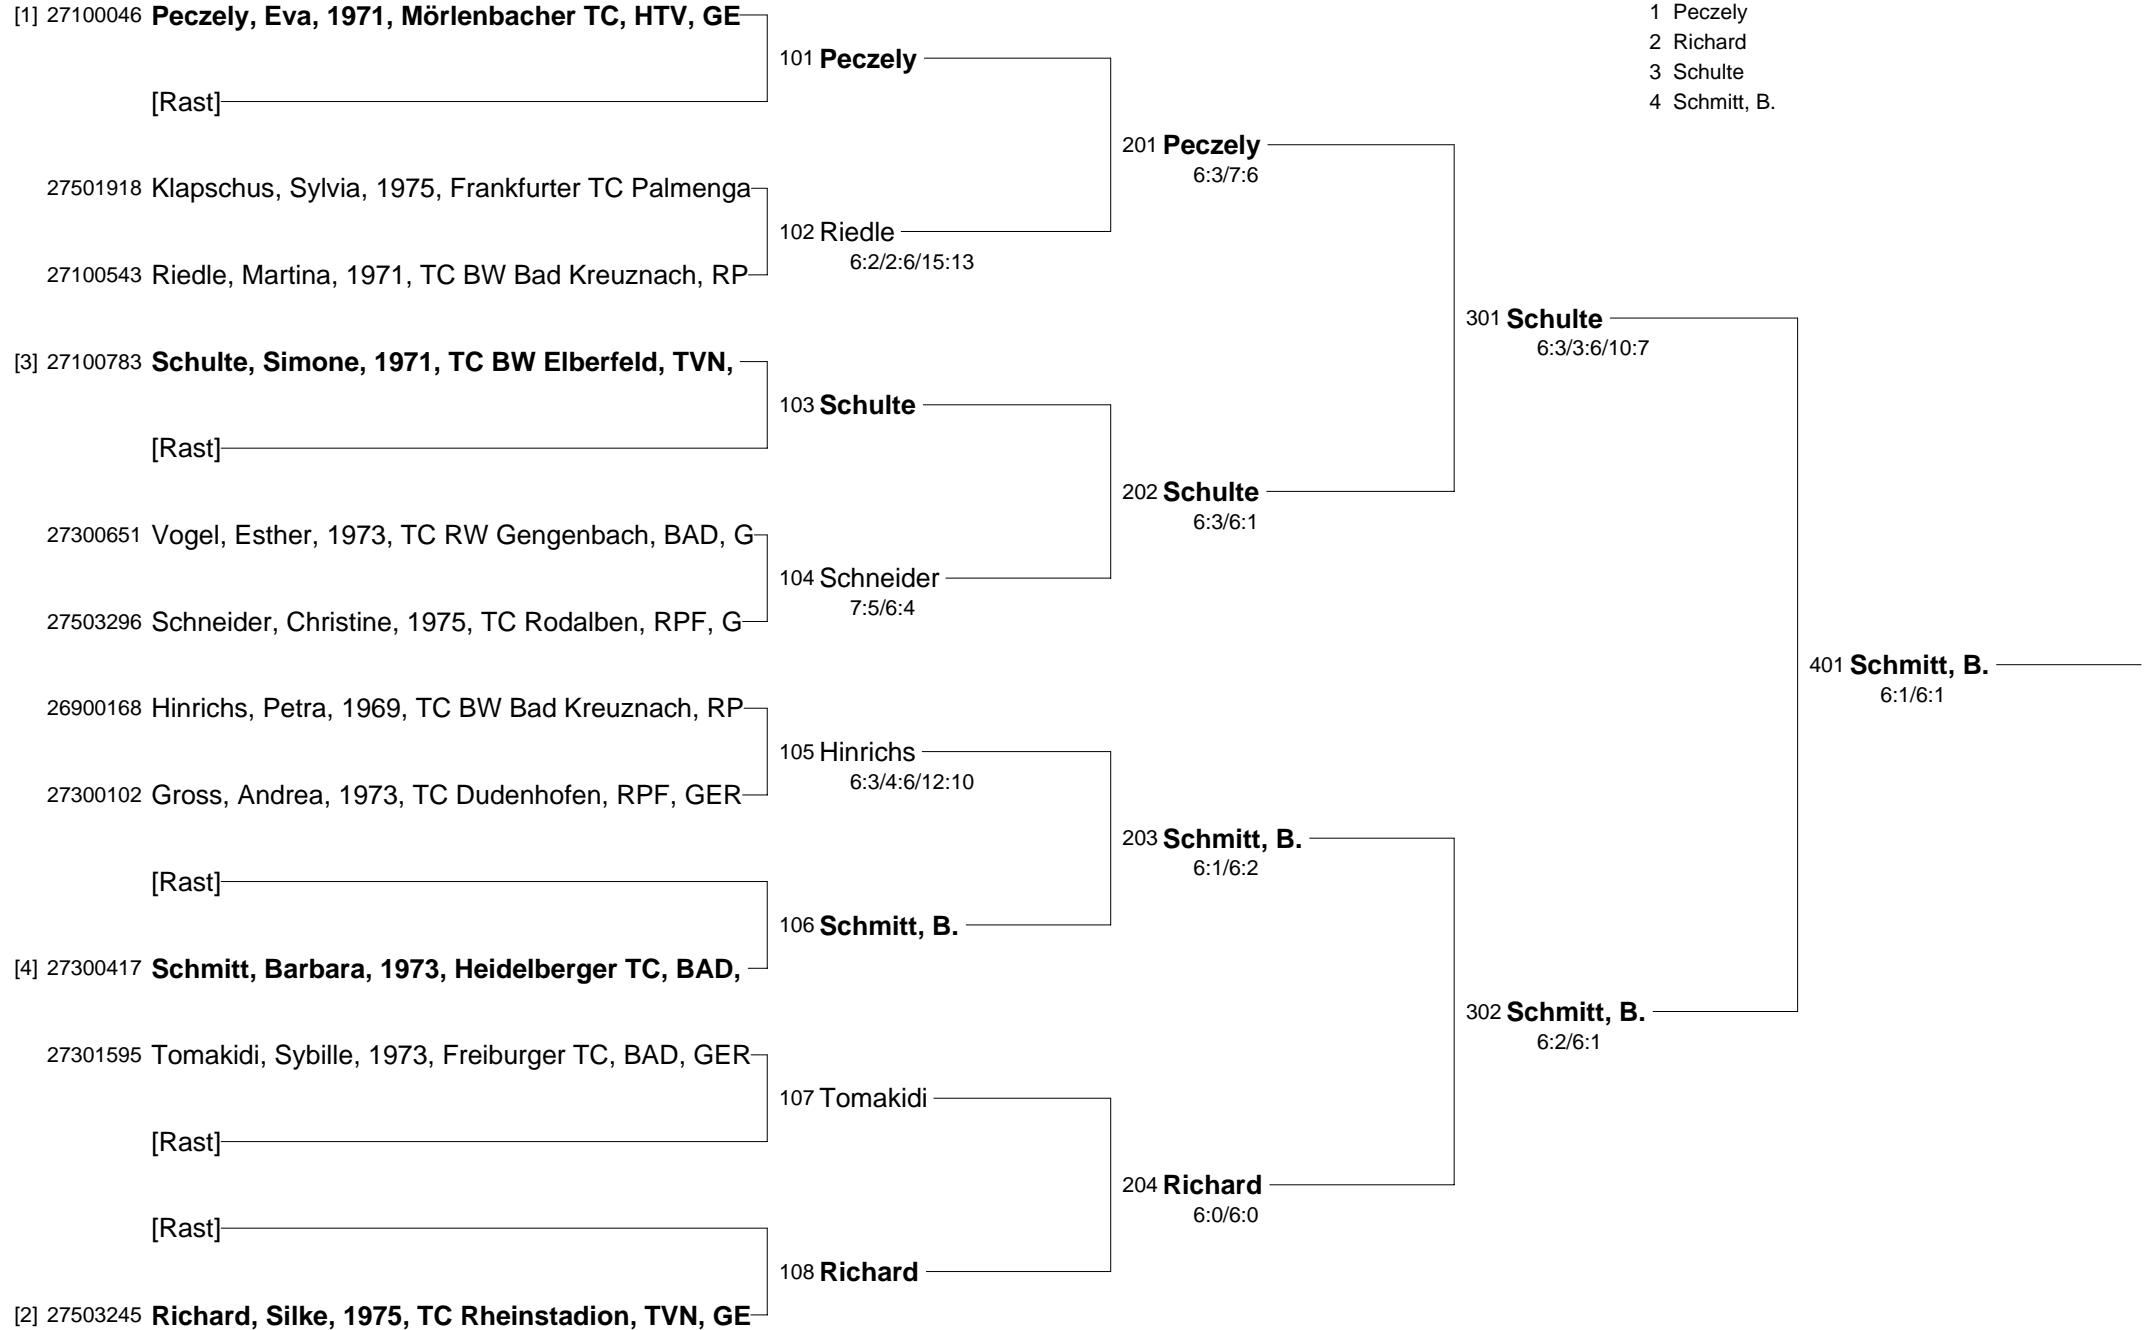 [1] 27100046 Peczely, Eva, 1971, Mörlenbacher TC, HTV, GE
[Rast]
27501918 Klapschus, Sylvia, 1975, Frankfurter TC Palmenga
27100543 Riedle, Martina, 1971, TC BW Bad Kreuznach, RP
[3] 27100783 Schulte, Simone, 1971, TC BW Elberfeld, TVN,
[Rast]
27300651 Vogel, Esther, 1973, TC RW Gengenbach, BAD, G
27503296 Schneider, Christine, 1975, TC Rodalben, RPF, G
26900168 Hinrichs, Petra, 1969, TC BW Bad Kreuznach, RP
27300102 Gross, Andrea, 1973, TC Dudenhofen, RPF, GER
[Rast]
[4] 27300417 Schmitt, Barbara, 1973, Heidelberger TC, BAD,
27301595 Tomakidi, Sybille, 1973, Freiburger TC, BAD, GER
[Rast]
[Rast]
[2] 27503245 Richard, Silke, 1975, TC Rheinstadion, TVN, GE
101 Peczely
102 Riedle
6:2/2:6/15:13
103 Schulte
104 Schneider
7:5/6:4
105 Hinrichs
6:3/4:6/12:10
106 Schmitt, B.
107 Tomakidi
108 Richard
201 Peczely
6:3/7:6
202 Schulte
6:3/6:1
203 Schmitt, B.
6:1/6:2
204 Richard
6:0/6:0
301 Schulte
6:3/3:6/10:7
302 Schmitt, B.
6:2/6:1
401 Schmitt, B.
6:1/6:1
1 Peczely
2 Richard
3 Schulte
4 Schmitt, B.